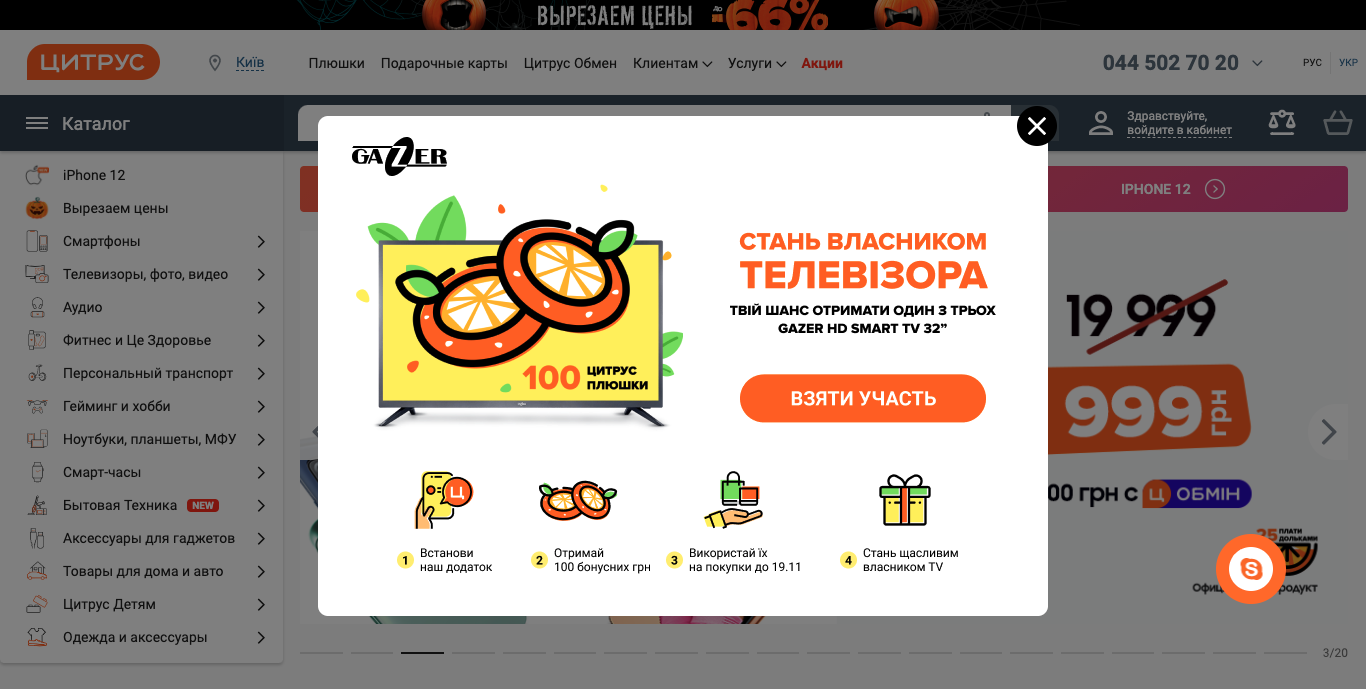 ВЫРЕЗАЕМ ЦЕНЫ ДО 66%
ЦИТРУС
Київ
Плюшки Подарочные карты Цитрус Обмен Клиентам Услуги Акции
044 502 70 20
РУС УКР
Каталог
Здравствуйте,
войдите в кабинет
iPhone 12
Вырезаем цены
Смартфоны
Телевизоры, фото, видео
Аудио
Фитнес и Це Здоровье
Персональный транспорт
Гейминг и хобби
Ноутбуки, планшеты, МФУ
Смарт-часы
Бытовая Техника NEW
Аксессуары для гаджетов
Товары для дома и авто
Цитрус Детям
Одежда и аксессуары
GAZER
100 ЦИТРУС
ПЛЮШКИ
СТАНЬ ВЛАСНИКОМ
ТЕЛЕВІЗОРА
ТВІЙ ШАНС ОТРИМАТИ ОДИН З ТРЬОХ
GAZER HD SMART TV 32”
ВЗЯТИ УЧАСТЬ
Ц
1 Встанови
наш додаток
2 Отримай
100 бонусних грн
3 Використай їх
на покупки до 19.11
4 Стань щасливим
власником TV
IPHONE 12
19 999
999 грн
00 грн с Ц ОБМІН
25 ПЛАТИ
ДОЛЬКАМИ
3/20